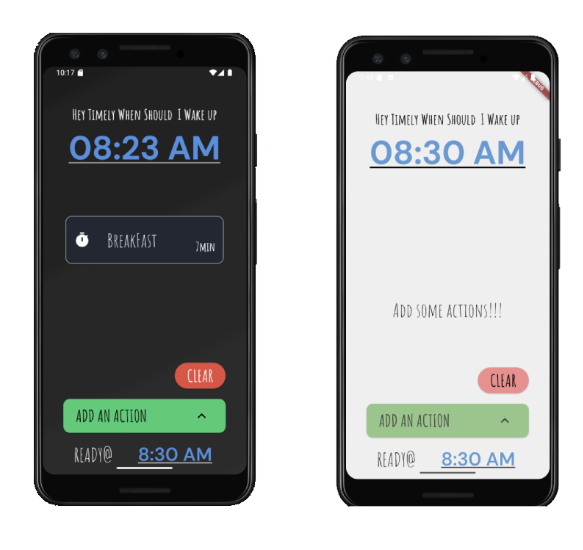 10:17
Hey Timely When Should I Wake up
08:23 AM
BreakFast
7min
CLEAR
ADD AN ACTION
READY@ 8:30 AM
Hey Timely When Should I Wake up
08:30 AM
Add some actions!!!
CLEAR
ADD AN ACTION
READY@ 8:30 AM